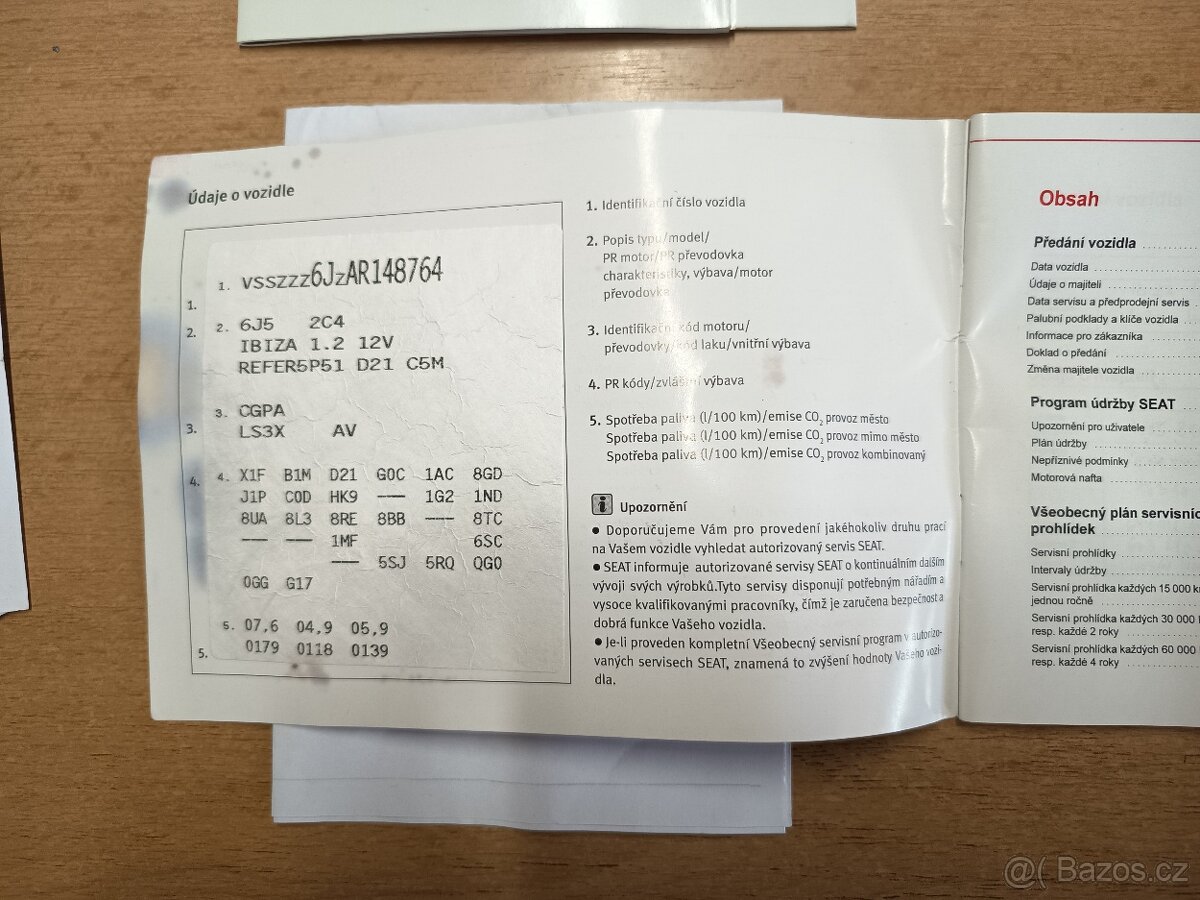 Údaje o vozidle
1. vsszzz6JzAR148764
1.
2. 6J5 2C4
2.
IBIZA 1.2 12V
REFER5P51 D21 C5M
3. CGPA
3.
LS3X AV
4. X1F B1M D21 G0C 1AC 8GD
4.
J1P C0D HK9 --- 1G2 1ND
8UA 8L3 8RE 8BB --- 8TC
--- --- 1MF 6SC
--- 5SJ 5RQ QG0
0GG G17
5. 07,6 04,9 05,9
5.
0179 0118 0139
1. Identifikační číslo vozidla
2. Popis typu/model/
PR motor/PR převodovka
charakteristiky, výbava/motor
převodovka
3. Identifikační kód motoru/
převodovky/kód laku/vnitřní výbava
4. PR kódy/zvláštní výbava
5. Spotřeba paliva (l/100 km)/emise CO2 provoz město
Spotřeba paliva (l/100 km)/emise CO2 provoz mimo město
Spotřeba paliva (l/100 km)/emise CO2 provoz kombinovaný
i Upozornění
● Doporučujeme Vám pro provedení jakéhokoliv druhu prací
na Vašem vozidle vyhledat autorizovaný servis SEAT.
● SEAT informuje autorizované servisy SEAT o kontinuálním dalším
vývoji svých výrobků.Tyto servisy disponují potřebným nářadím a
vysoce kvalifikovanými pracovníky, čímž je zaručena bezpečnost a
dobrá funkce Vašeho vozidla.
● Je-li proveden kompletní Všeobecný servisní program v autorizo-
vaných servisech SEAT, znamená to zvýšení hodnoty Vašeho vozi-
dla.
Obsah
Předání vozidla
Data vozidla
Údaje o majiteli
Data servisu a předprodejní servis
Palubní podklady a klíče vozidla
Informace pro zákazníka
Doklad o předání
Změna majitele vozidla
Program údržby SEAT
Upozornění pro uživatele
Plán údržby
Nepříznivé podmínky
Motorová nafta
Všeobecný plán servisníc
prohlídek
Servisní prohlídky
Intervaly údržby
Servisní prohlídka každých 15 000 k
jednou ročně
Servisní prohlídka každých 30 000
resp. každé 2 roky
Servisní prohlídka každých 60 000
resp. každé 4 roky
@( Bazos.cz